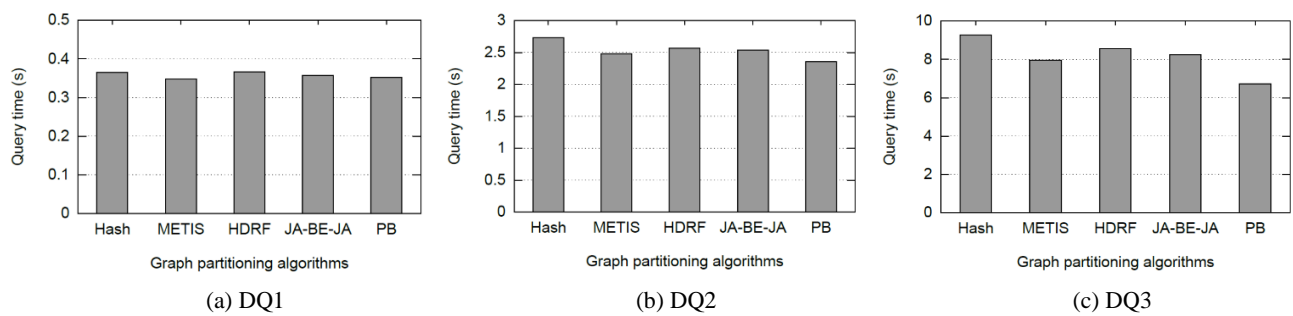 0.5
0.4
0.3
0.2
0.1
0
Query time (s)
Hash METIS HDRF JA-BE-JA PB
Graph partitioning algorithms
(a) DQ1
3
2.5
2
1.5
1
0.5
0
Query time (s)
Hash METIS HDRF JA-BE-JA PB
Graph partitioning algorithms
(b) DQ2
10
8
6
4
2
0
Query time (s)
Hash METIS HDRF JA-BE-JA PB
Graph partitioning algorithms
(c) DQ3